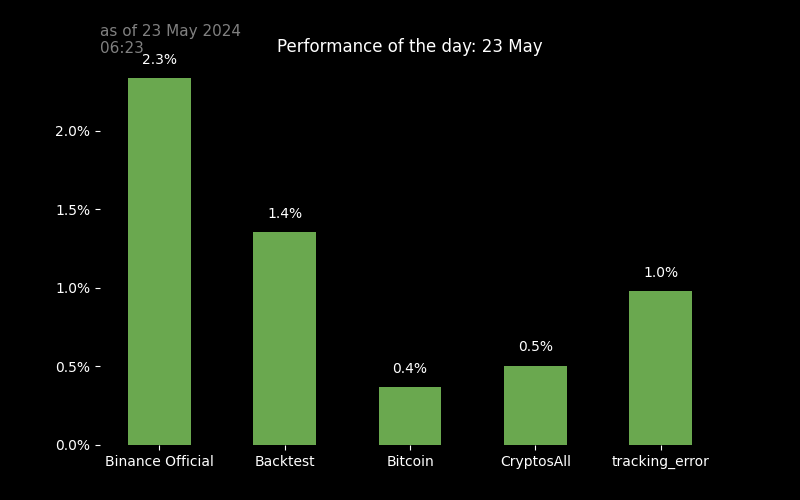 as of 23 May 2024
06:23
Performance of the day: 23 May
2.3%
2.0%
1.4%
1.5%
1.0%
1.0%
0.5%
0.4%
0.5%
0.0%
Binance Official
Backtest
Bitcoin
CryptosAll
tracking_error